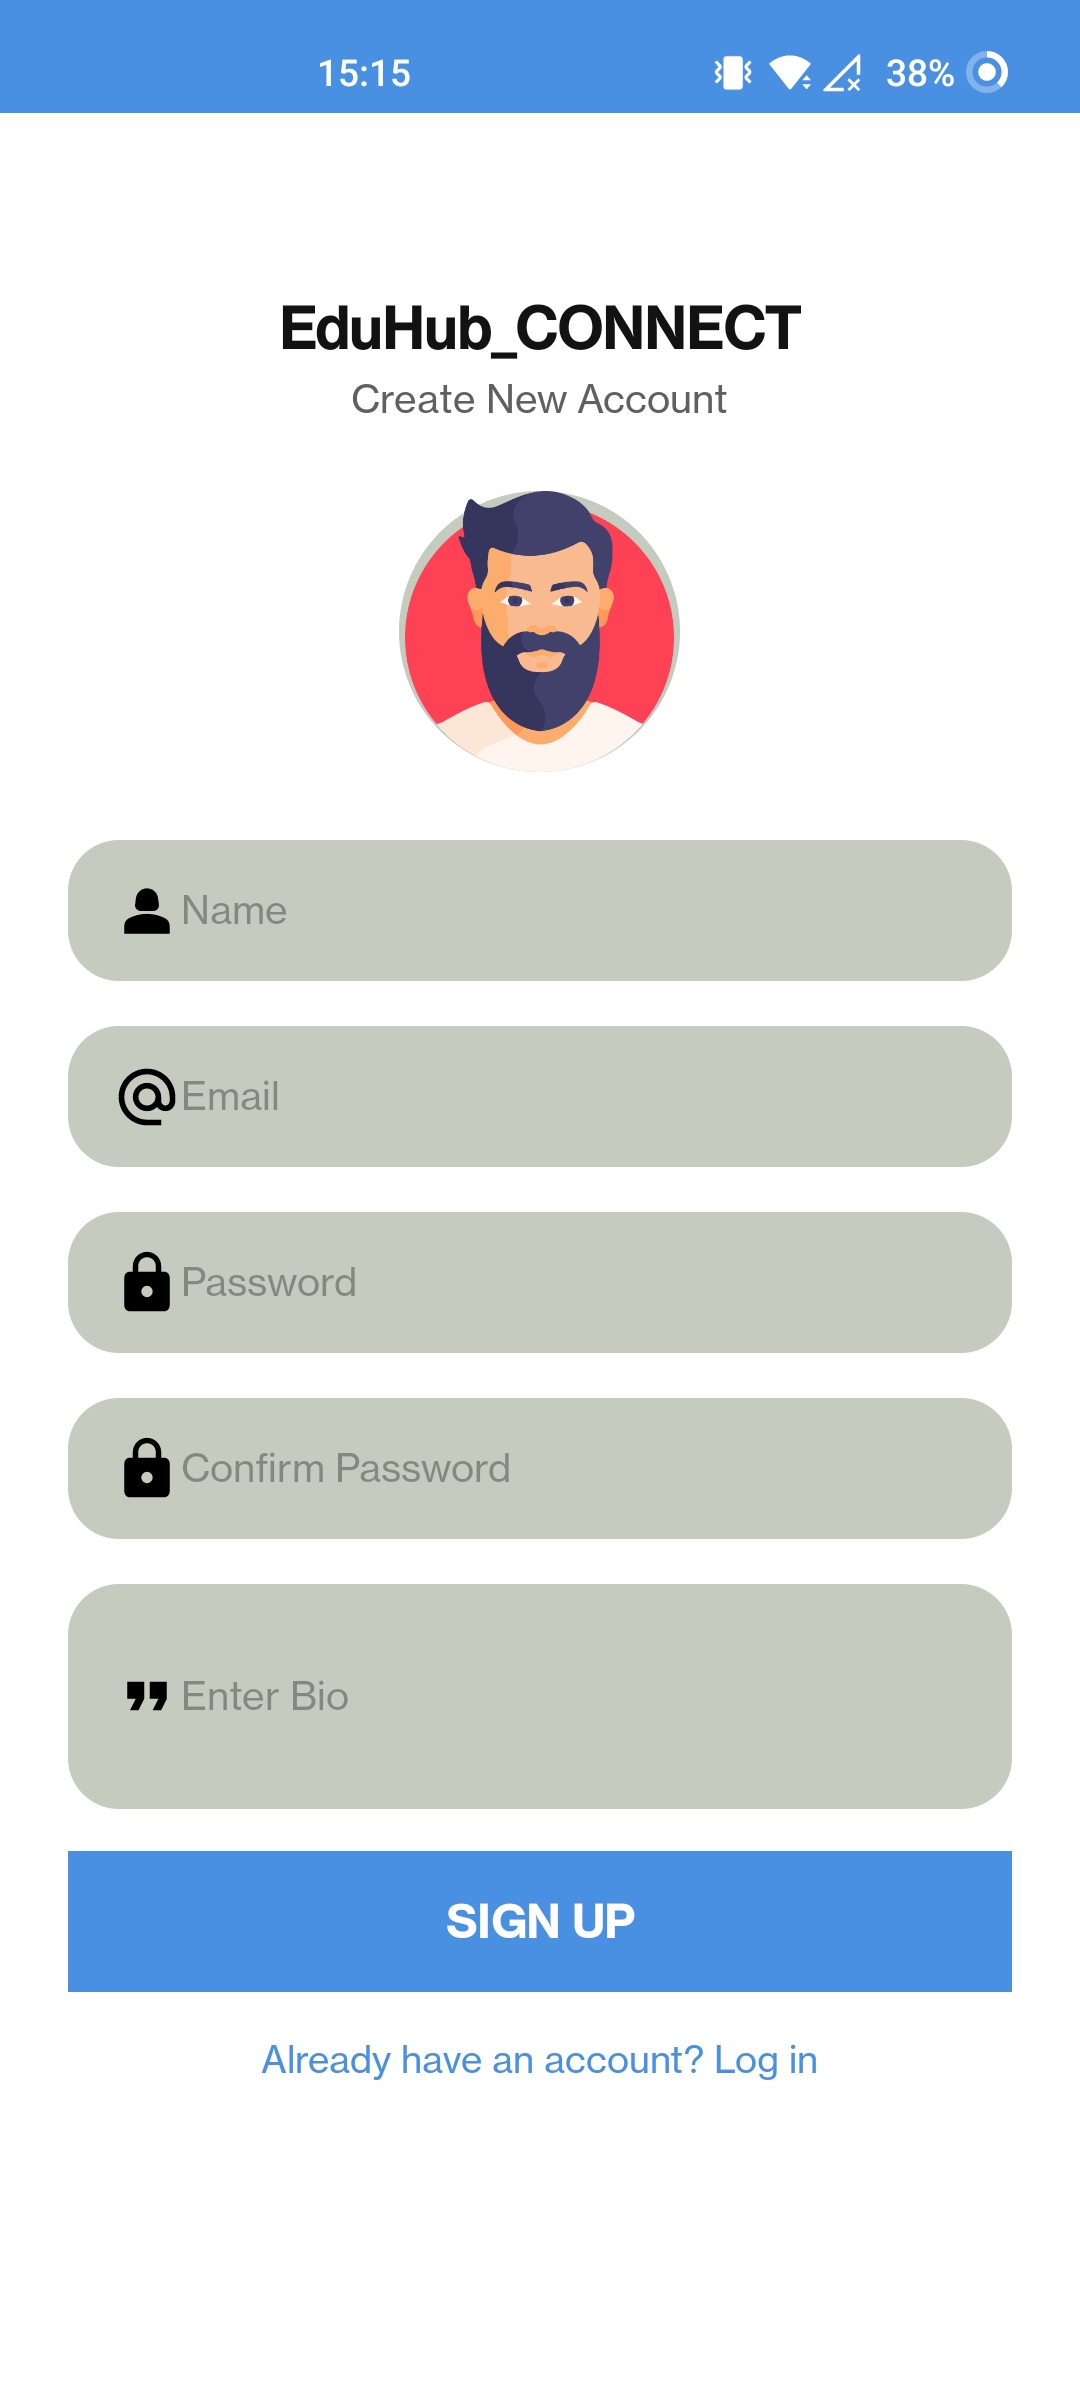 15:15 38%
EduHub_CONNECT
Create New Account
Name
Email
Password
Confirm Password
Enter Bio
SIGN UP
Already have an account? Log in